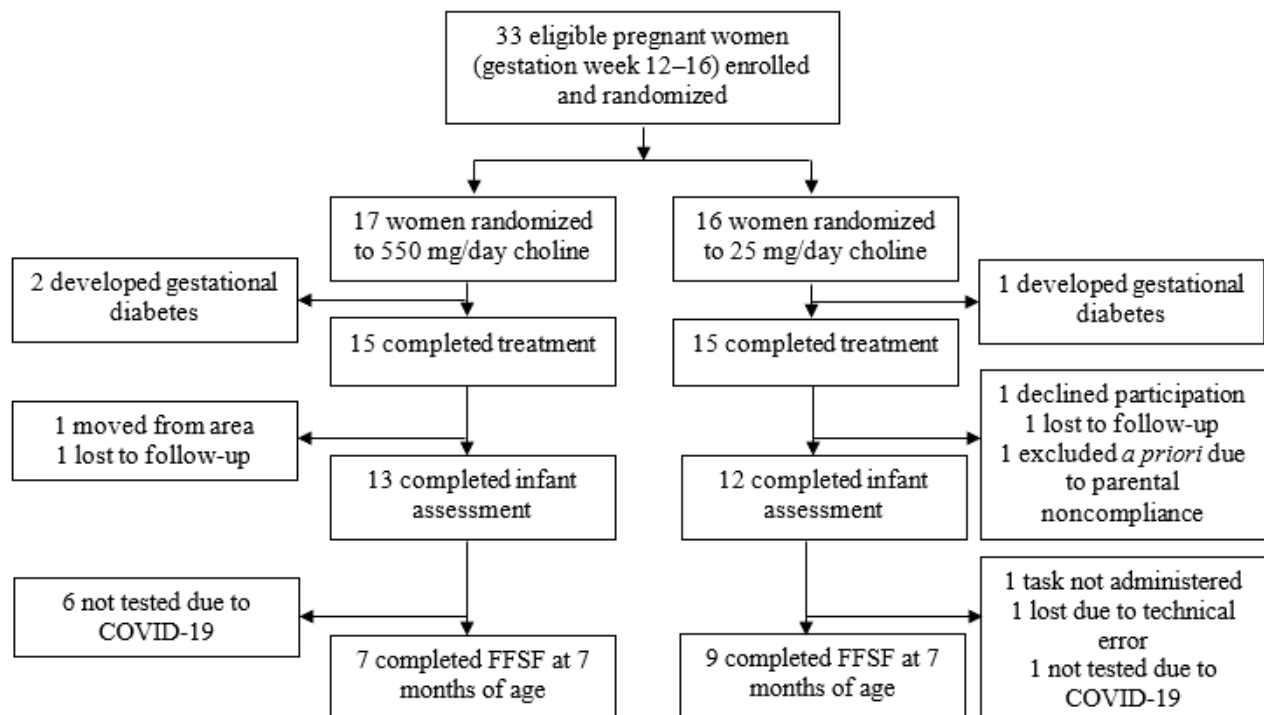 33 eligible pregnant women
(gestation week 12–16) enrolled
and randomized
17 women randomized
to 550 mg/day choline
16 women randomized
to 25 mg/day choline
2 developed gestational
diabetes
1 developed gestational
diabetes
15 completed treatment
15 completed treatment
1 moved from area
1 lost to follow-up
1 declined participation
1 lost to follow-up
1 excluded a priori due
to parental
noncompliance
13 completed infant
assessment
12 completed infant
assessment
6 not tested due to
COVID-19
1 task not administered
1 lost due to technical
error
1 not tested due to
COVID-19
7 completed FFSF at 7
months of age
9 completed FFSF at 7
months of age